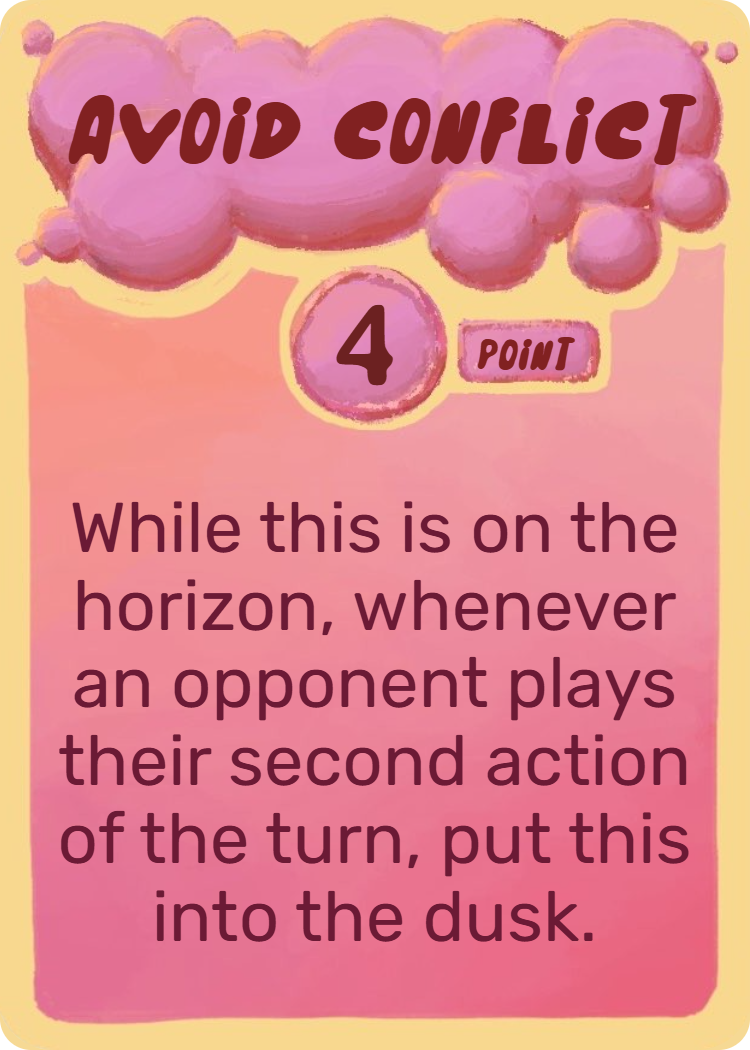 AVOID CONFLICT
4
POINT
While this is on the
horizon, whenever
an opponent plays
their second action
of the turn, put this
into the dusk.